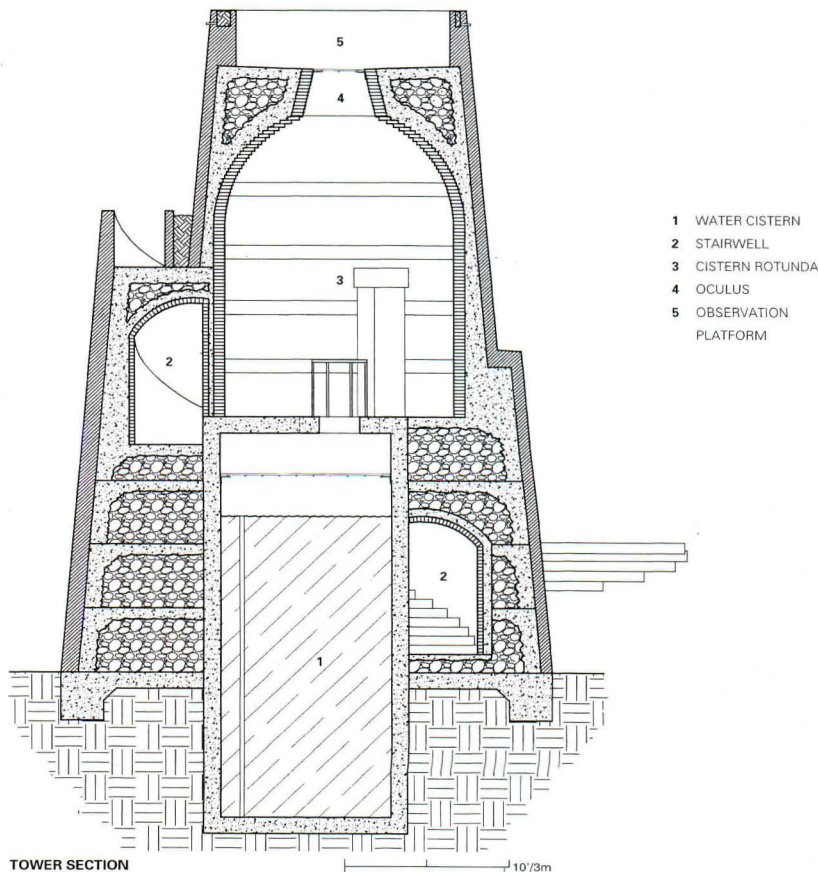 5
4
3
2
2
1
1 WATER CISTERN
2 STAIRWELL
3 CISTERN ROTUNDA
4 OCULUS
5 OBSERVATION
PLATFORM
TOWER SECTION
10'/3m